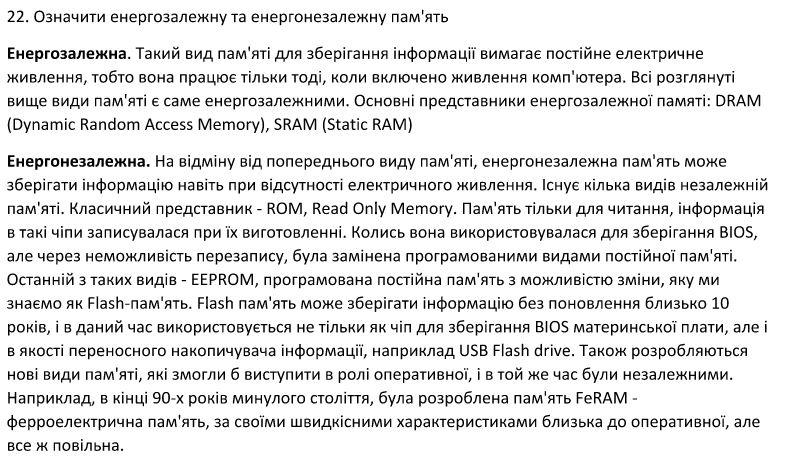 22. Означити енергозалежну та енергонезалежну пам'ять
Енергозалежна. Такий вид пам'яті для зберігання інформації вимагає постійне електричне
живлення, тобто вона працює тільки тоді, коли включено живлення комп'ютера. Всі розглянуті
вище види пам'яті є саме енергозалежними. Основні представники енергозалежної памяті: DRAM
(Dynamic Random Access Memory), SRAM (Static RAM)
Енергонезалежна. На відміну від попереднього виду пам'яті, енергонезалежна пам'ять може
зберігати інформацію навіть при відсутності електричного живлення. Існує кілька видів незалежній
пам'яті. Класичний представник - ROM, Read Only Memory. Пам'ять тільки для читання, інформація
в такі чіпи записувалася при їх виготовленні. Колись вона використовувалася для зберігання BIOS,
але через неможливість перезапису, була замінена програмованими видами постійної пам'яті.
Останній з таких видів - EEPROM, програмована постійна пам'ять з можливістю зміни, яку ми
знаємо як Flash-пам'ять. Flash пам'ять може зберігати інформацію без поновлення близько 10
років, і в даний час використовується не тільки як чіп для зберігання BIOS материнської плати, але і
в якості переносного накопичувача інформації, наприклад USB Flash drive. Також розробляються
нові види пам'яті, які змогли б виступити в ролі оперативної, і в той же час були незалежними.
Наприклад, в кінці 90-х років минулого століття, була розроблена пам'ять FeRAM -
ферроелектрична пам'ять, за своїми швидкісними характеристиками близька до оперативної, але
все ж повільна.